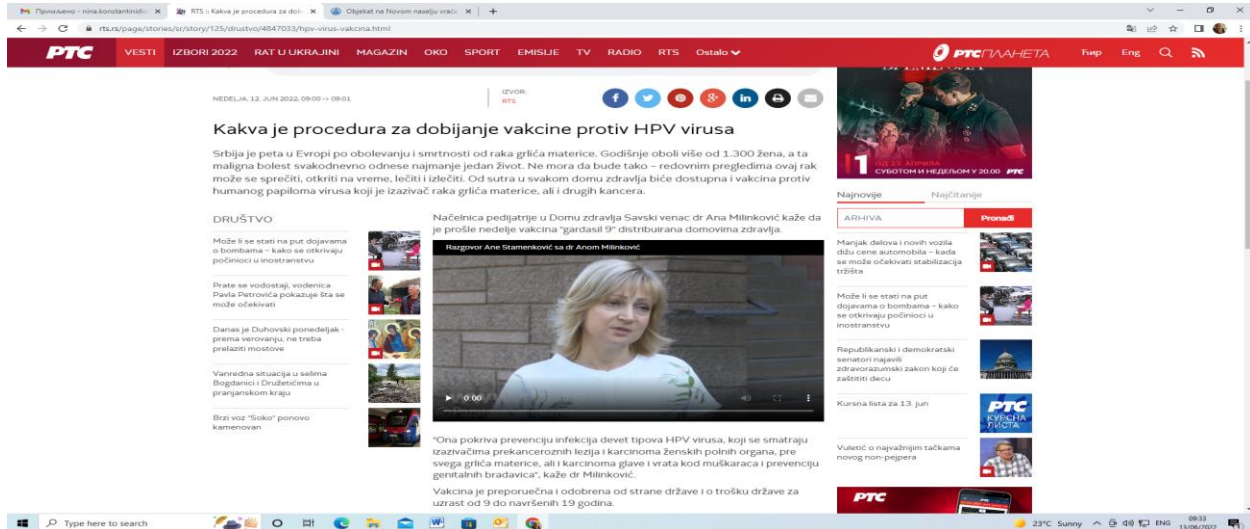 Примљено - nina.konstantinidi
RTS :: Kakva je procedura za dobi
Objekat na Novom naselju vrać
rts.rs/page/stories/sr/story/125/drustvo/4847033/hpv-virus-vakcina.html
РТС
VESTI
IZBORI 2022
RAT U UKRAJINI
MAGAZIN
OKO
SPORT
EMISIJE
TV
RADIO
RTS
Ostalo
РТСПЛАНЕТА
Ћир
Eng
NEDELJA, 12. JUN 2022, 09:00 -> 09:01
IZVOR:
RTS
Kakva je procedura za dobijanje vakcine protiv HPV virusa
Srbija je peta u Evropi po obolevanju i smrtnosti od raka grlića materice. Godišnje oboli više od 1.300 žena, a ta
maligna bolest svakodnevno odnese najmanje jedan život. Ne mora da bude tako – redovnim pregledima ovaj rak
može se sprečiti, otkriti na vreme, lečiti i izlečiti. Od sutra u svakom domu zdravlja biće dostupna i vakcina protiv
humanog papiloma virusa koji je izazivač raka grlića materice, ali i drugih kancera.
DRUŠTVO
Može li se stati na put dojavama
o bombama – kako se otkrivaju
počinioci u inostranstvu
Prate se vodostaji, vodenica
Pavla Petrovića pokazuje šta se
može očekivati
Danas je Duhovski ponedeljak -
prema verovanju, ne treba
prelaziti mostove
Vanredna situacija u selima
Bogdanici i Družetićima u
pranjanskom kraju
Brzi voz "Soko" ponovo
kamenovan
Načelnica pedijatrije u Domu zdravlja Savski venac dr Ana Milinković kaže da
je prošle nedelje vakcina "gardasil 9" distribuirana domovima zdravlja.
Razgovor Ane Stamenković sa dr Anom Milinković
0:00
"Ona pokriva prevenciju infekcija devet tipova HPV virusa, koji se smatraju
izazivačima prekanceroznih lezija i karcinoma ženskih polnih organa, pre
svega grlića materice, ali i karcinoma glave i vrata kod muškaraca i prevenciju
genitalnih bradavica", kaže dr Milinković.
Vakcina je preporučna i odobrena od strane države i o trošku države za
uzrast od 9 do navršenih 19 godina.
1
ОД 23. АПРИЛА
СУБОТОМ И НЕДЕЉОМ У 20.00 РТС
Najnovije
Najčitanije
ARHIVA
Pronađi
Manjak delova i novih vozila
dižu cene automobila – kada
se može očekivati stabilizacija
tržišta
Može li se stati na put
dojavama o bombama – kako
se otkrivaju počinioci u
inostranstvu
Republikanski i demokratski
senatori najavili
zdravorazumski zakon koji će
zaštititi decu
Kursna lista za 13. jun
РТС
КУРСНА
ЛИСТА
Vuletić o najvažnijim tačkama
novog non-pejpera
РТС
Type here to search
23°C Sunny
ENG
09:33
13/06/2022